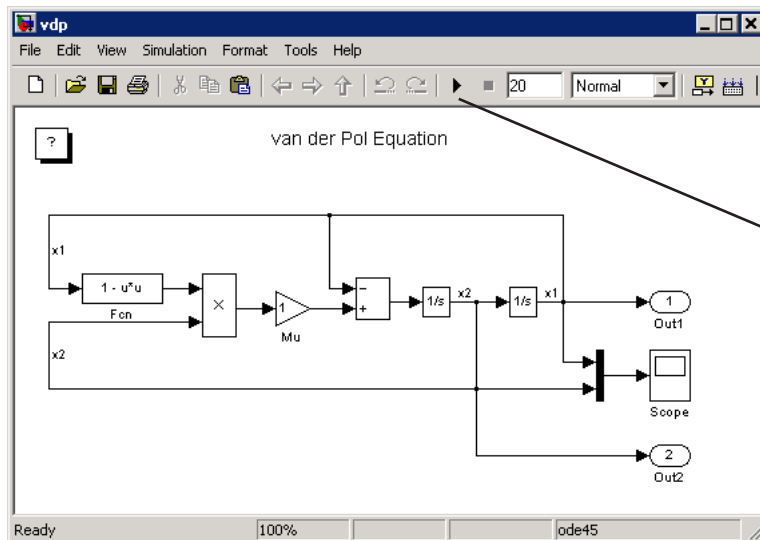 vdp
File Edit View Simulation Format Tools Help
20 Normal
?
van der Pol Equation
x1
1 - u*u
Fcn
×
1
Mu
−
+
1/s
x2
1/s
x1
1
Out1
x2
Scope
2
Out2
Ready 100% ode45